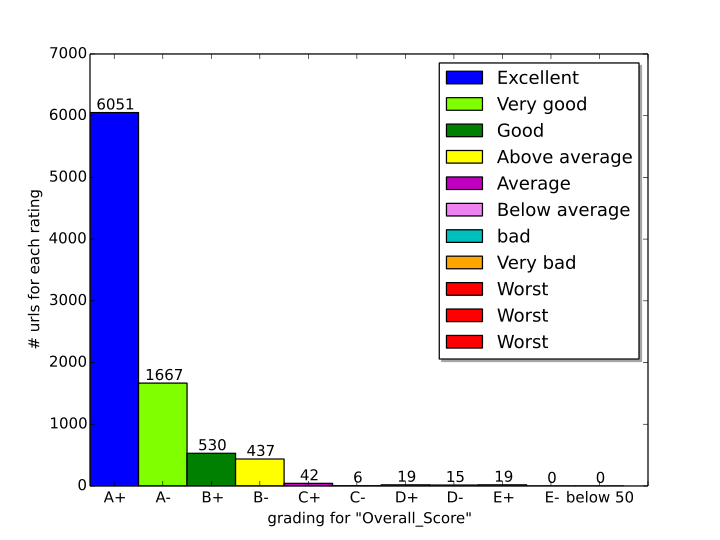 7000
6000
5000
4000
3000
2000
1000
0
# urls for each rating
6051
1667
530
437
42
6
19
15
19
0
0
Excellent
Very good
Good
Above average
Average
Below average
bad
Very bad
Worst
Worst
Worst
A+ A- B+ B- C+ C- D+ D- E+ E- below 50
grading for "Overall_Score"